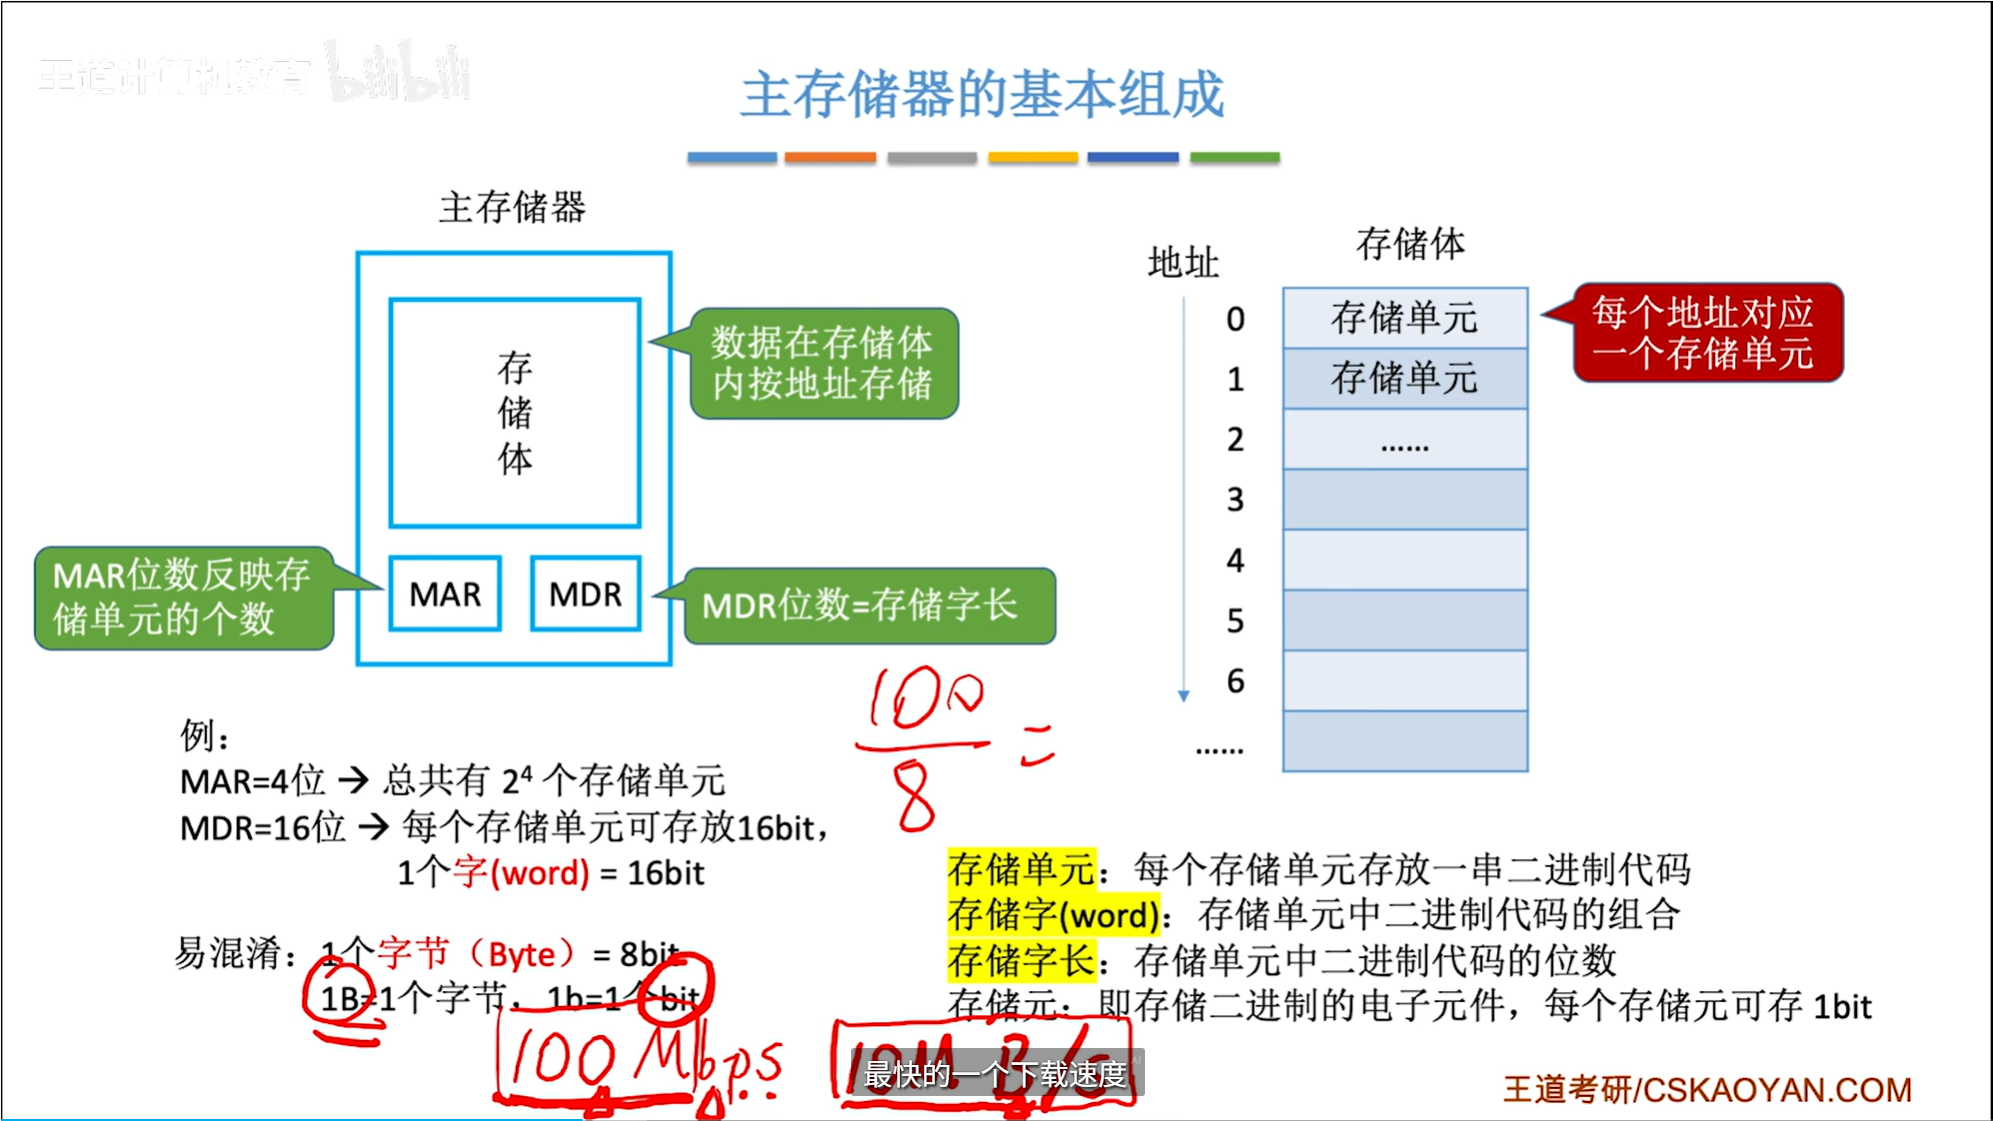 王道计算机教育 bilibili
主存储器的基本组成
主存储器
存储体
数据在存储体
内按地址存储
MAR位数反映存
储单元的个数
MAR
MDR
MDR位数=存储字长
地址
存储体
0 存储单元
1 存储单元
2 ……
3
4
5
6
……
每个地址对应
一个存储单元
100
8
=
例：
MAR=4位 → 总共有 2⁴ 个存储单元
MDR=16位 → 每个存储单元可存放16bit，
1个字(word) = 16bit
易混淆：1个字节（Byte）= 8bit
1B=1个字节，1b=1个bit
100 Mbps
10M B/s
最快的一个下载速度
AI
存储单元：每个存储单元存放一串二进制代码
存储字(word)：存储单元中二进制代码的组合
存储字长：存储单元中二进制代码的位数
存储元：即存储二进制的电子元件，每个存储元可存 1bit
王道考研/CSKAOYAN.COM